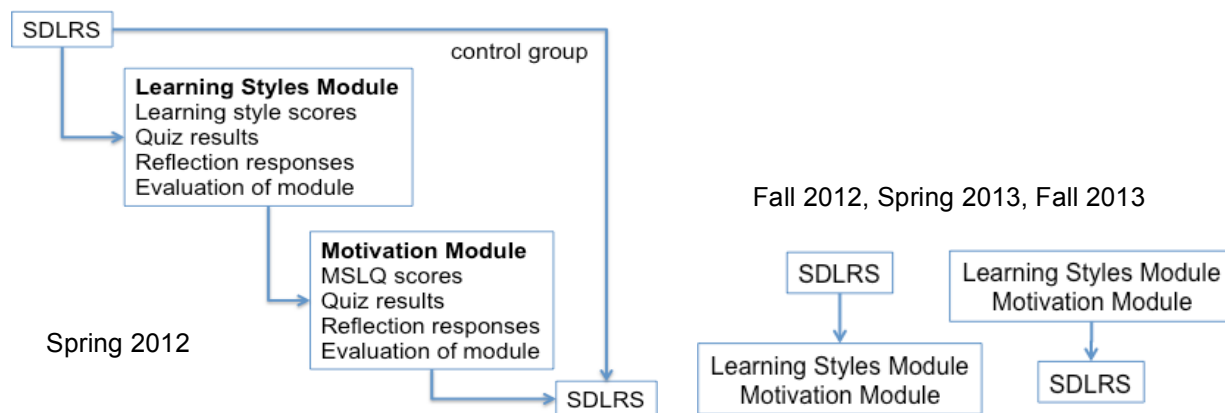 SDLRS
control group
Learning Styles Module
Learning style scores
Quiz results
Reflection responses
Evaluation of module
Motivation Module
MSLQ scores
Quiz results
Reflection responses
Evaluation of module
Spring 2012
SDLRS
Fall 2012, Spring 2013, Fall 2013
SDLRS
Learning Styles Module
Motivation Module
Learning Styles Module
Motivation Module
SDLRS